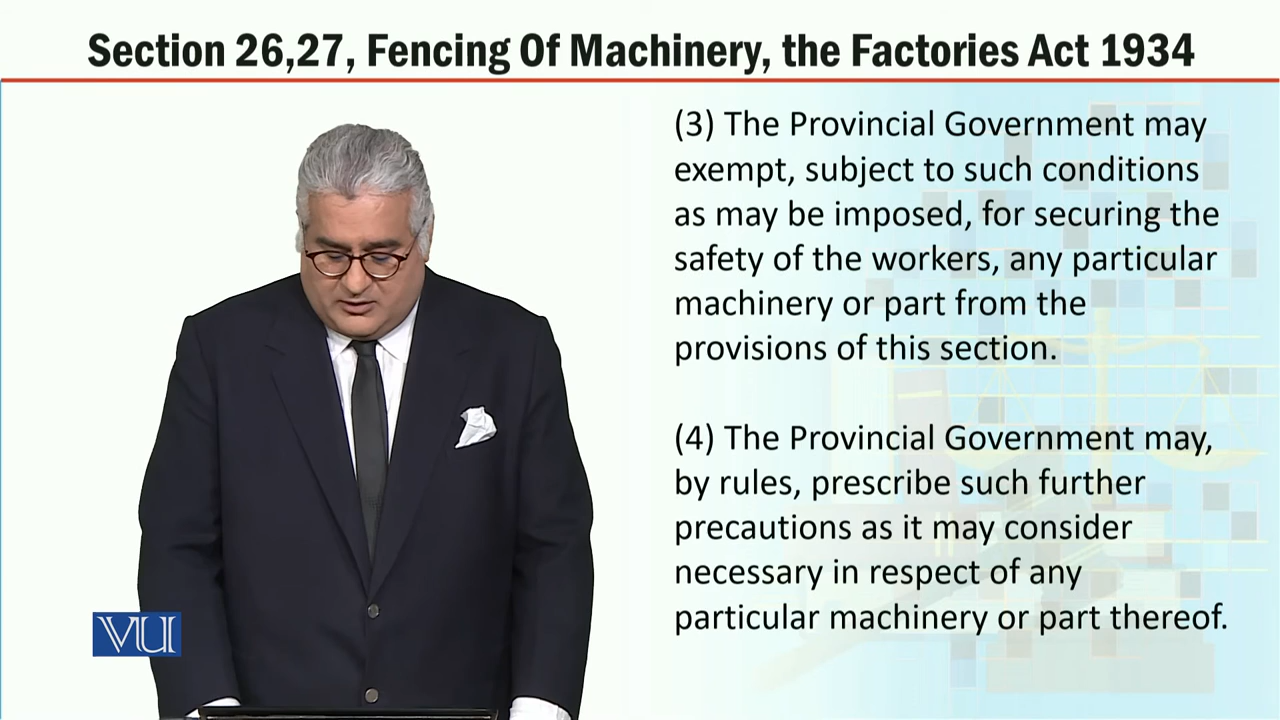 Section 26,27, Fencing Of Machinery, the Factories Act 1934
(3) The Provincial Government may
exempt, subject to such conditions
as may be imposed, for securing the
safety of the workers, any particular
machinery or part from the
provisions of this section.
(4) The Provincial Government may,
by rules, prescribe such further
precautions as it may consider
necessary in respect of any
particular machinery or part thereof.
VU